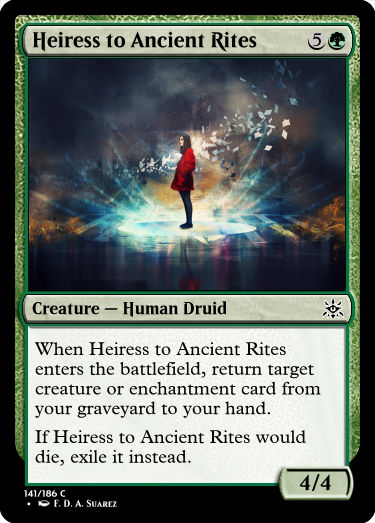 Heiress to Ancient Rites 5
Creature — Human Druid
When Heiress to Ancient Rites
enters the battlefield, return target
creature or enchantment card from
your graveyard to your hand.
If Heiress to Ancient Rites would
die, exile it instead.
4/4
141/186 C
• F. D. A. Suarez